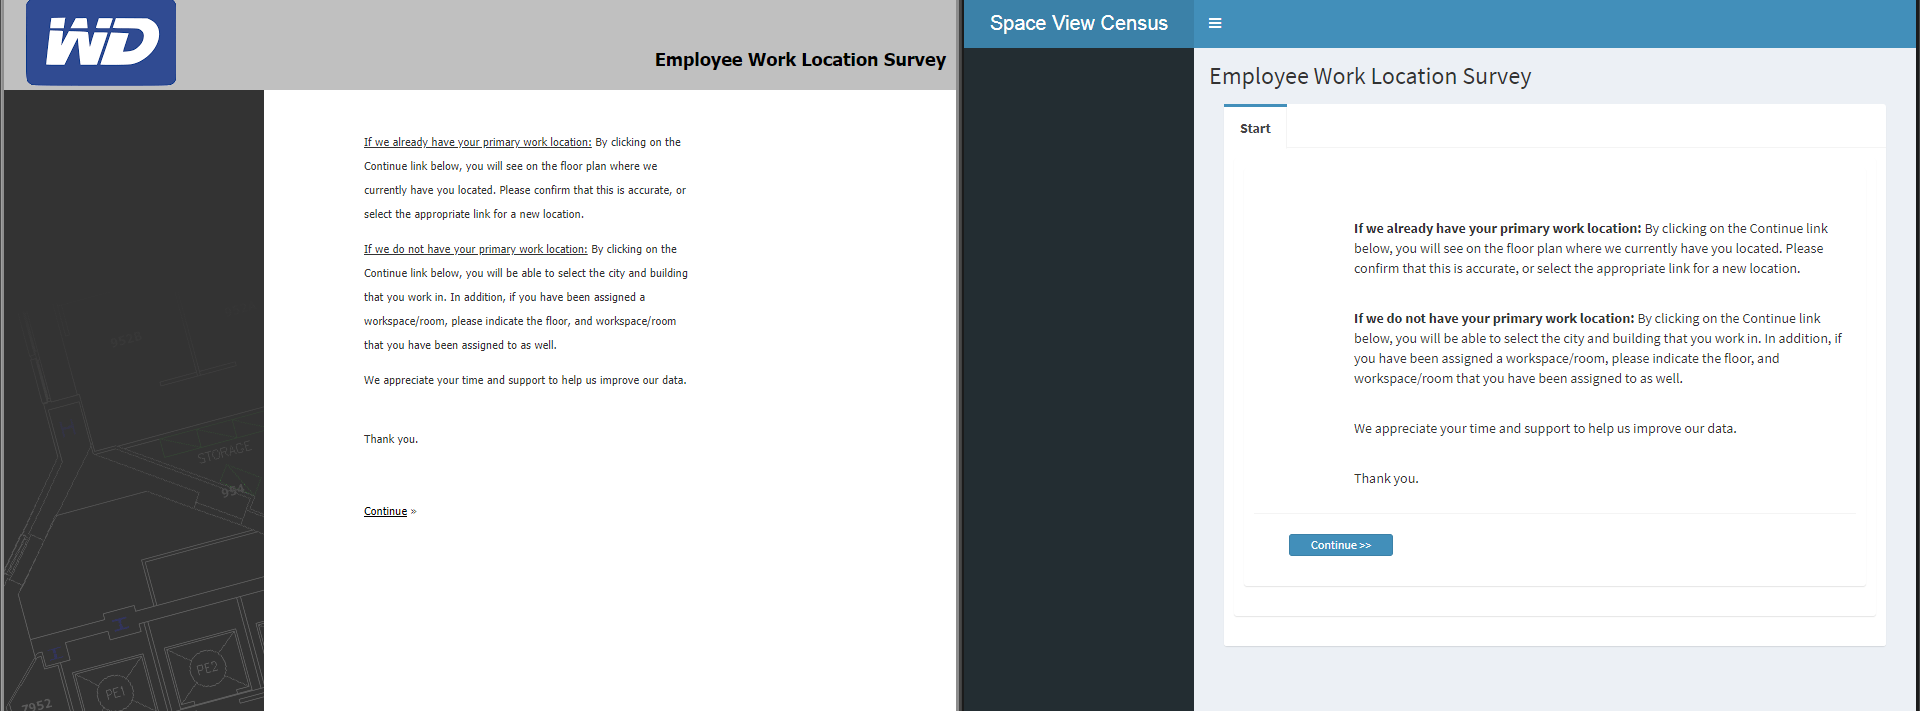 WD
Employee Work Location Survey
If we already have your primary work location: By clicking on the
Continue link below, you will see on the floor plan where we
currently have you located. Please confirm that this is accurate, or
select the appropriate link for a new location.
If we do not have your primary work location: By clicking on the
Continue link below, you will be able to select the city and building
that you work in. In addition, if you have been assigned a
workspace/room, please indicate the floor, and workspace/room
that you have been assigned to as well.
We appreciate your time and support to help us improve our data.
Thank you.
Continue »
9528
STORAGE
954
PE2
PE1
7952
Space View Census
Employee Work Location Survey
Start
If we already have your primary work location: By clicking on the Continue link
below, you will see on the floor plan where we currently have you located. Please
confirm that this is accurate, or select the appropriate link for a new location.
If we do not have your primary work location: By clicking on the Continue link
below, you will be able to select the city and building that you work in. In addition, if
you have been assigned a workspace/room, please indicate the floor, and
workspace/room that you have been assigned to as well.
We appreciate your time and support to help us improve our data.
Thank you.
Continue >>